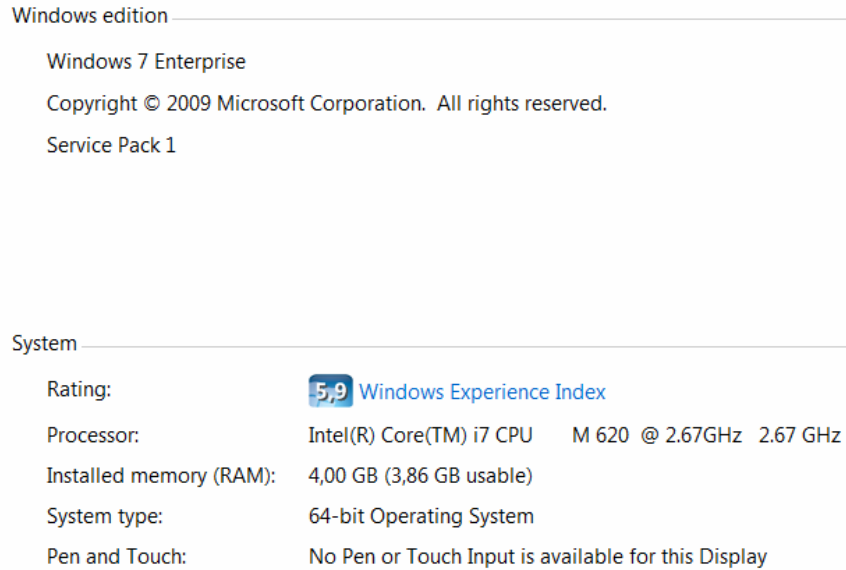 Windows edition
Windows 7 Enterprise
Copyright © 2009 Microsoft Corporation.  All rights reserved.
Service Pack 1
System
Rating: 5,9 Windows Experience Index
Processor: Intel(R) Core(TM) i7 CPU M 620 @ 2.67GHz 2.67 GHz
Installed memory (RAM): 4,00 GB (3,86 GB usable)
System type: 64-bit Operating System
Pen and Touch: No Pen or Touch Input is available for this Display